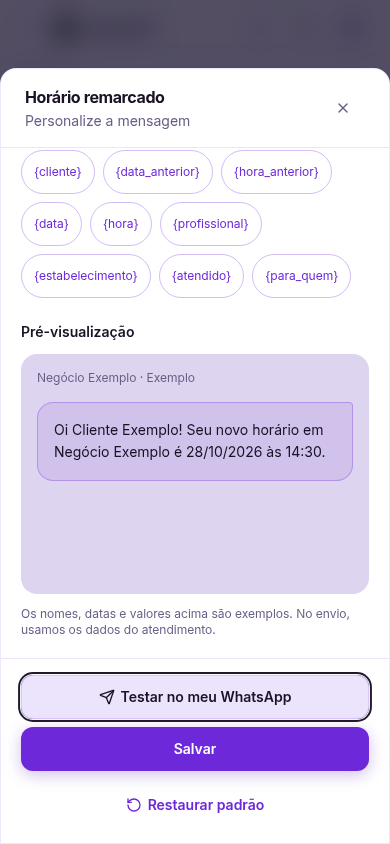 Horário remarcado
Personalize a mensagem
{cliente} {data_anterior} {hora_anterior}
{data} {hora} {profissional}
{estabelecimento} {atendido} {para_quem}
Pré-visualização
Negócio Exemplo · Exemplo
Oi Cliente Exemplo! Seu novo horário em
Negócio Exemplo é 28/10/2026 às 14:30.
Os nomes, datas e valores acima são exemplos. No envio,
usamos os dados do atendimento.
Testar no meu WhatsApp
Salvar
Restaurar padrão